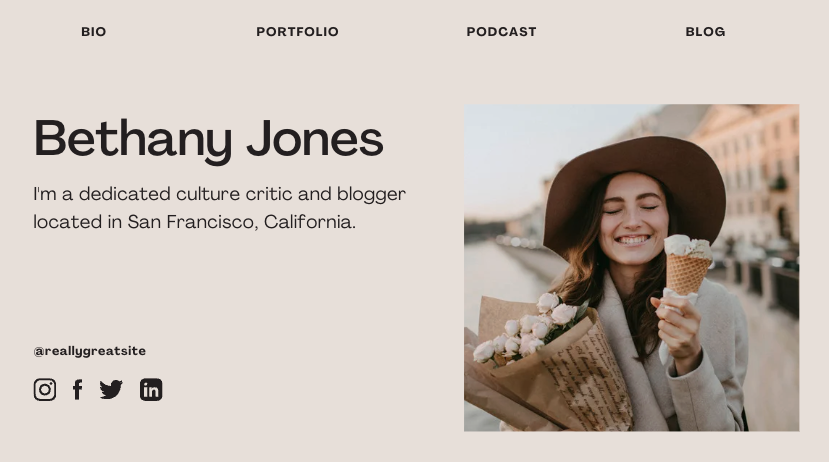 BIO
PORTFOLIO
PODCAST
BLOG
Bethany Jones
I'm a dedicated culture critic and blogger
located in San Francisco, California.
@reallygreatsite